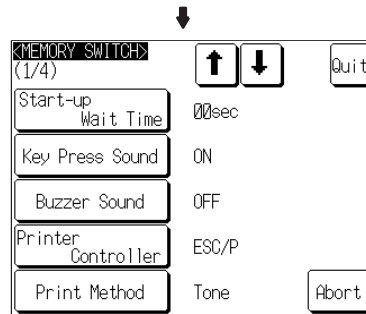 <MEMORY SWITCH>
(1/4)
Quit
Start-up
Wait Time
00sec
Key Press Sound
ON
Buzzer Sound
OFF
Printer
Controller
ESC/P
Print Method
Tone
Abort